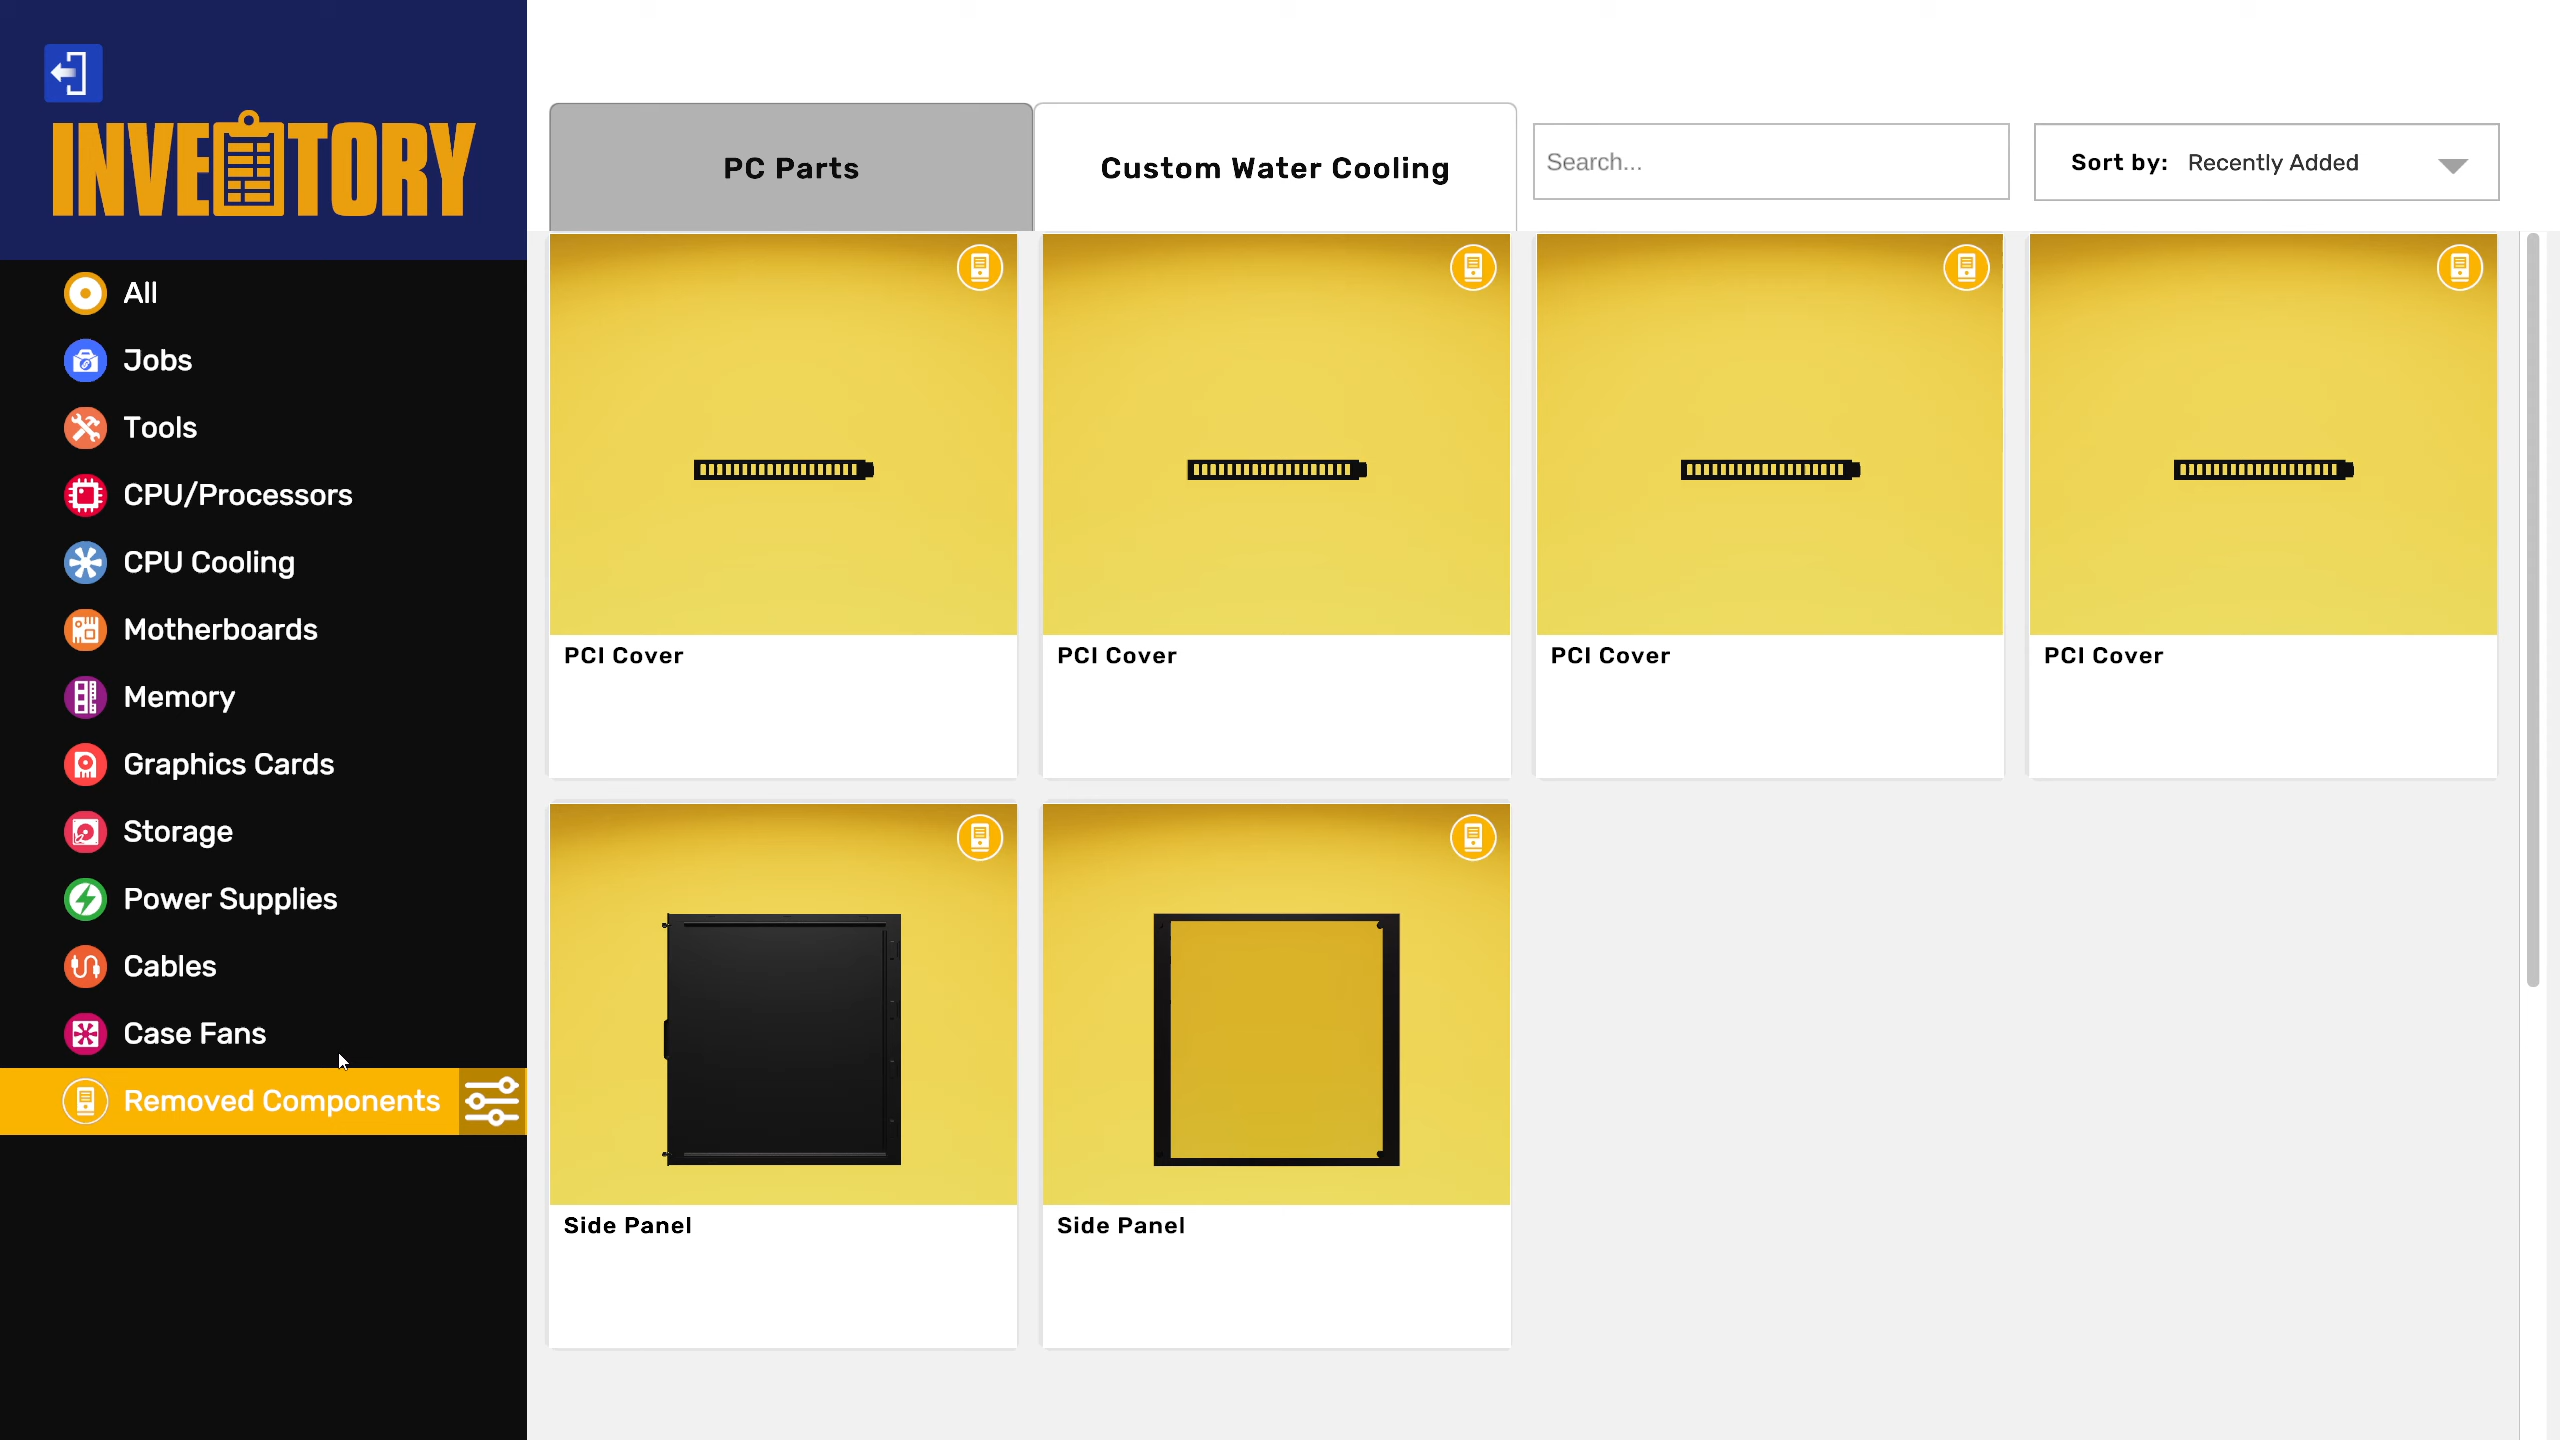 INVENTORY
All
Jobs
Tools
CPU/Processors
CPU Cooling
Motherboards
Memory
Graphics Cards
Storage
Power Supplies
Cables
Case Fans
Removed Components
PC Parts
Custom Water Cooling
Search...
Sort by: Recently Added
PCI Cover
PCI Cover
PCI Cover
PCI Cover
Side Panel
Side Panel